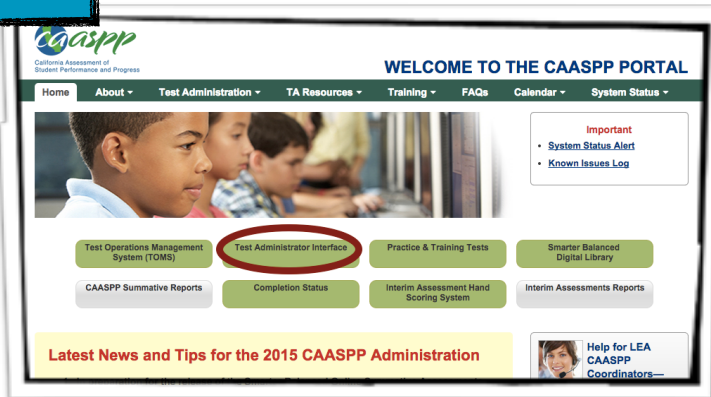 caaspp
California Assessment of
Student Performance and Progress
WELCOME TO THE CAASPP PORTAL
Home About Test Administration TA Resources Training FAQs Calendar System Status
Important
System Status Alert
Known Issues Log
Test Operations Management
System (TOMS)
Test Administrator Interface
Practice & Training Tests
Smarter Balanced
Digital Library
CAASPP Summative Reports
Completion Status
Interim Assessment Hand
Scoring System
Interim Assessments Reports
Latest News and Tips for the 2015 CAASPP Administration
Help for LEA
CAASPP
Coordinators—